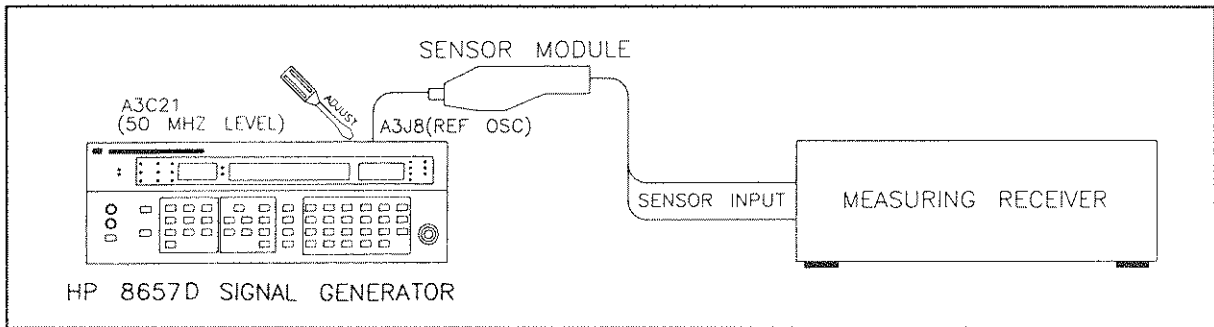 SENSOR MODULE
ADJUST
A3C21
(50 MHZ LEVEL)
A3J8(REF OSC)
SENSOR INPUT
MEASURING RECEIVER
HP 8657D SIGNAL GENERATOR